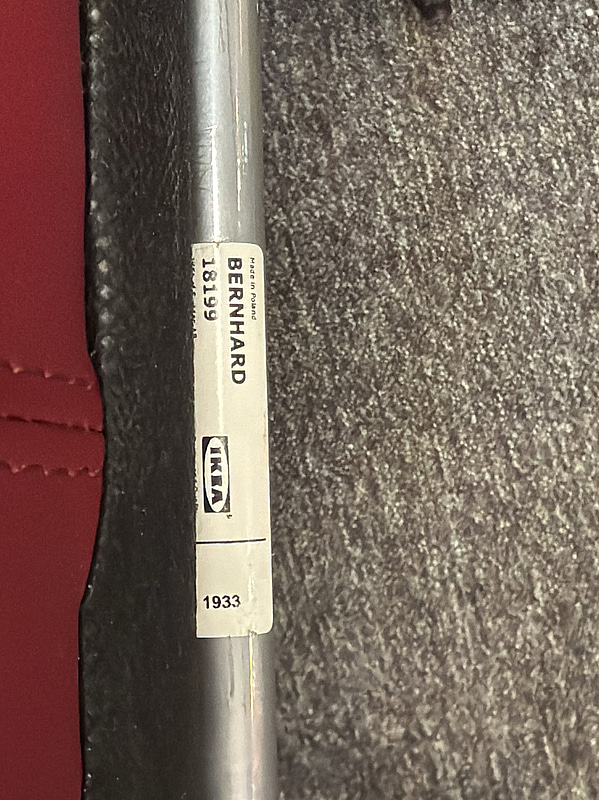 Made in Poland
BERNHARD
18199
IKEA
1933